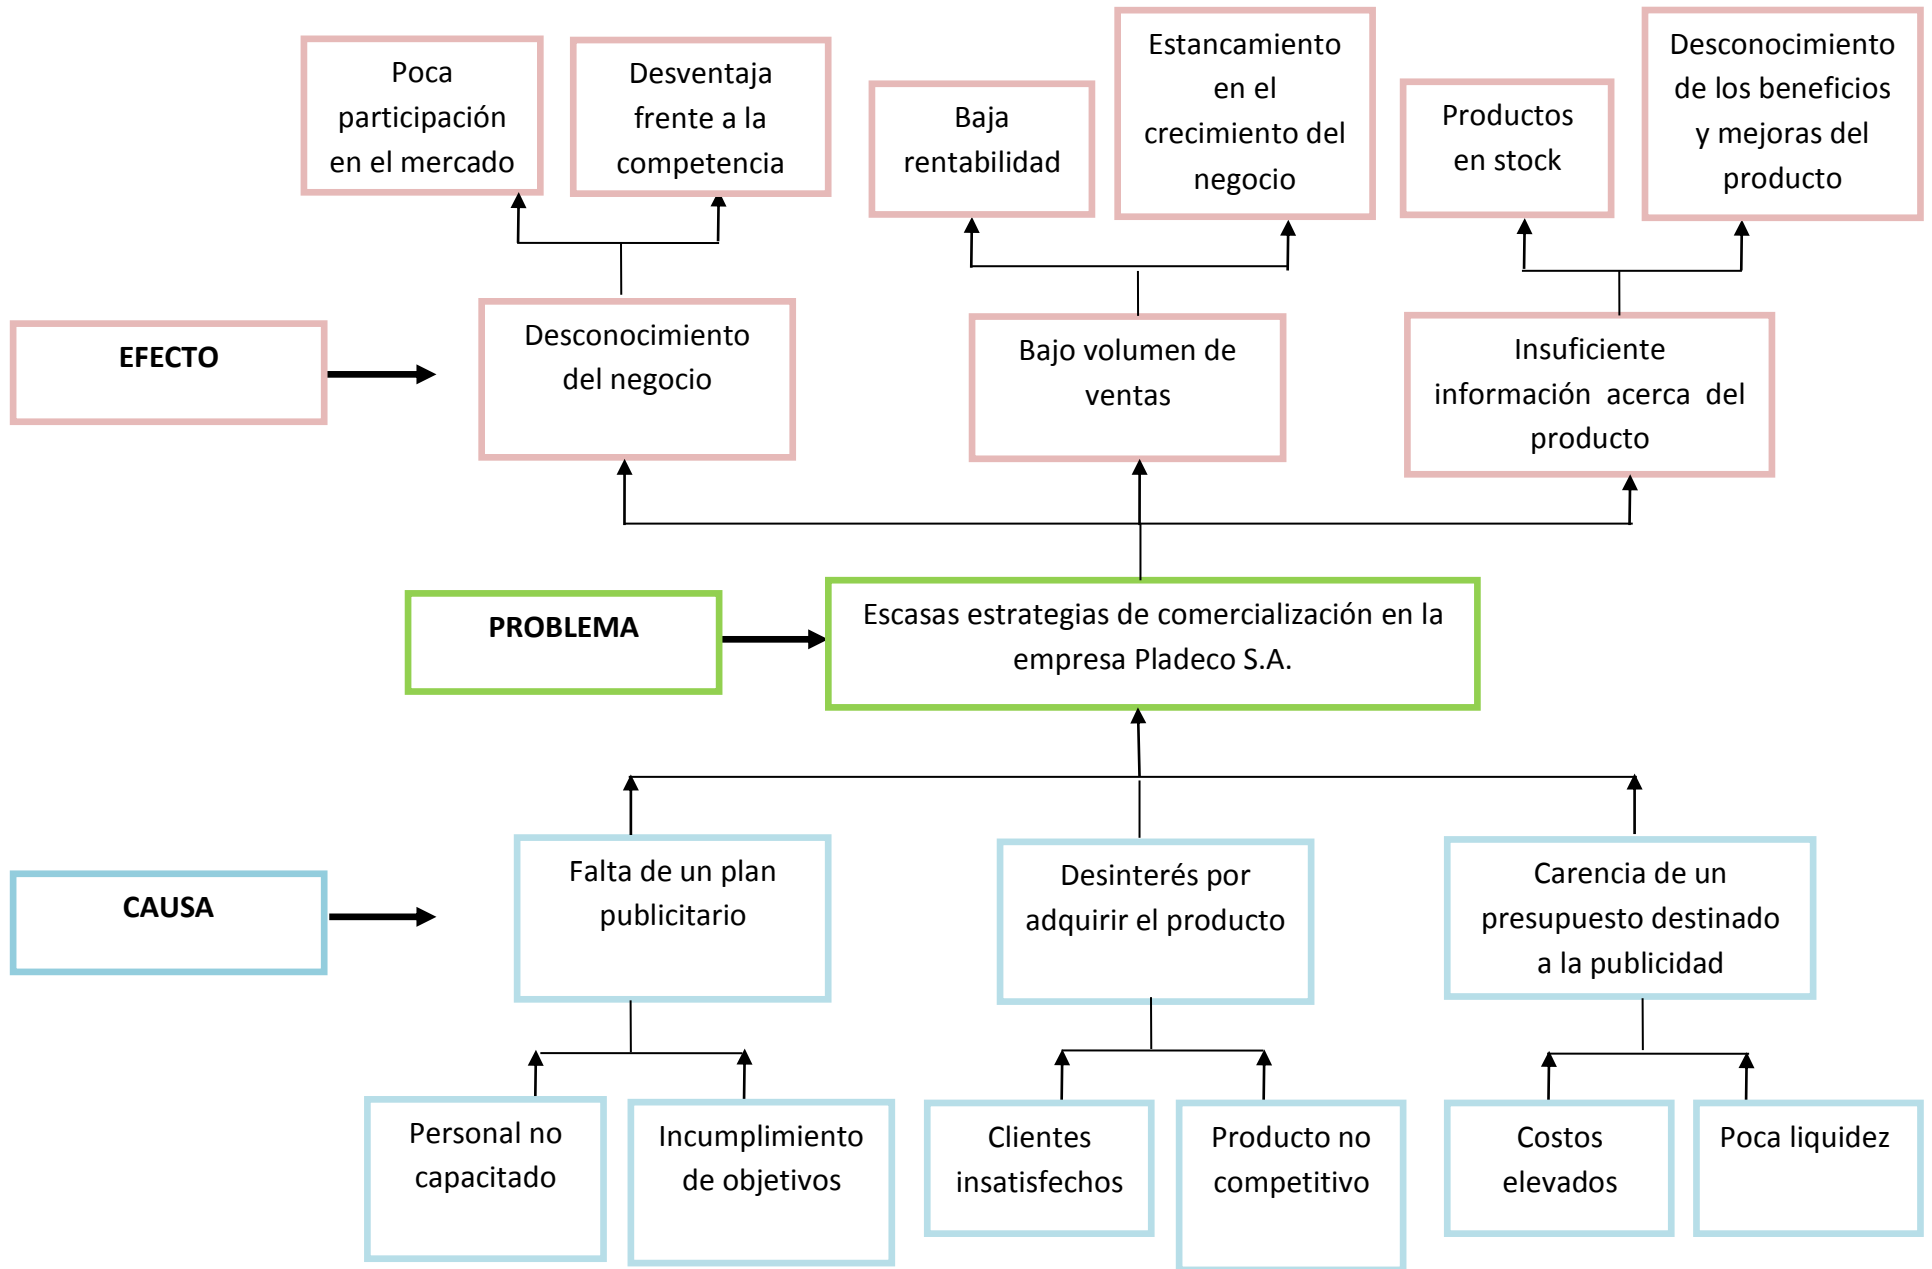 Poca
participación
en el mercado
Desventaja
frente a la
competencia
Baja
rentabilidad
Estancamiento
en el
crecimiento del
negocio
Productos
en stock
Desconocimiento
de los beneficios
y mejoras del
producto
EFECTO
Desconocimiento
del negocio
Bajo volumen de
ventas
Insuficiente
información acerca del
producto
PROBLEMA
Escasas estrategias de comercialización en la
empresa Pladeco S.A.
CAUSA
Falta de un plan
publicitario
Desinterés por
adquirir el producto
Carencia de un
presupuesto destinado
a la publicidad
Personal no
capacitado
Incumplimiento
de objetivos
Clientes
insatisfechos
Producto no
competitivo
Costos
elevados
Poca liquidez